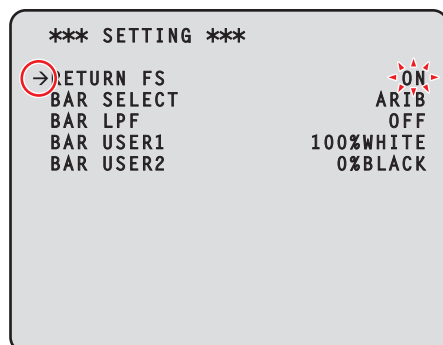 *** SETTING ***
→RETURN FS ON
BAR SELECT ARIB
BAR LPF OFF
BAR USER1 100%WHITE
BAR USER2 0%BLACK